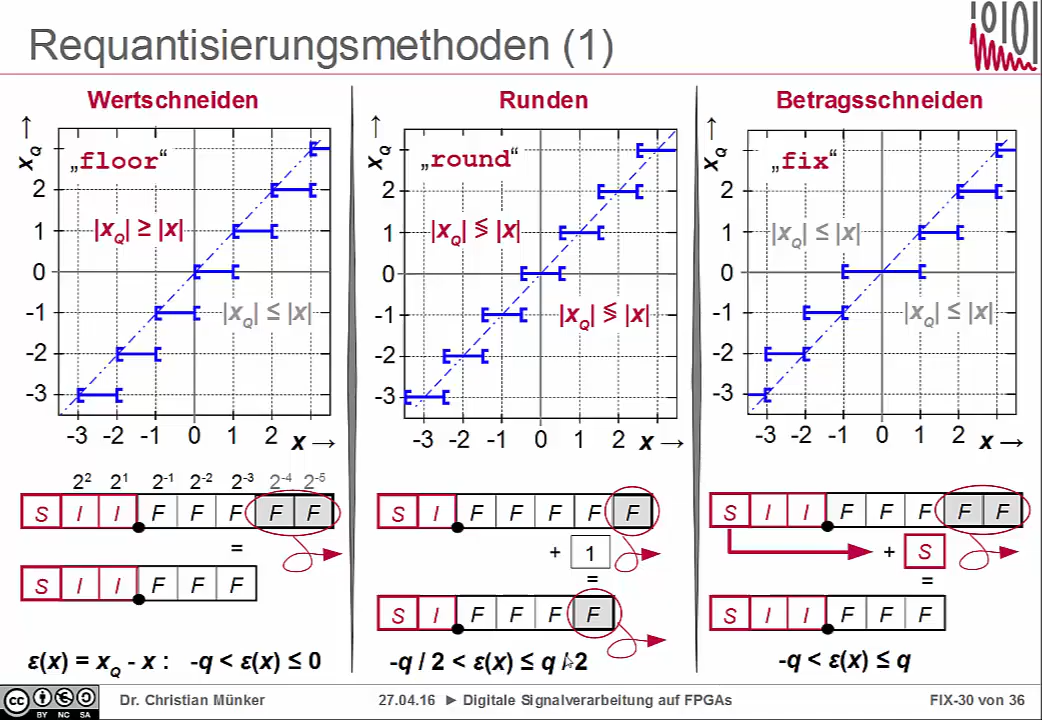 Requantisierungsmethoden (1)
Wertschneiden
Runden
Betragsschneiden
x_Q
„floor“
|x_Q| ≥ |x|
|x_Q| ≤ |x|
2
1
0
-1
-2
-3
-3 -2 -1 0 1 2 x →
x_Q
„round“
|x_Q| ≶ |x|
|x_Q| ≶ |x|
2
1
0
-1
-2
-3
-3 -2 -1 0 1 2 x →
x_Q
„fix“
|x_Q| ≤ |x|
|x_Q| ≤ |x|
2
1
0
-1
-2
-3
-3 -2 -1 0 1 2 x →
2² 2¹ 2⁻¹ 2⁻² 2⁻³ 2⁻⁴ 2⁻⁵
S I I F F F F F
=
S I I F F F
ε(x) = x_Q - x : -q < ε(x) ≤ 0
S I F F F F F
+ 1
=
S I F F F F
-q / 2 < ε(x) ≤ q / 2
S I I F F F F F
+ S
=
S I I F F F
-q < ε(x) ≤ q
cc BY NC SA
Dr. Christian Münker
27.04.16 ► Digitale Signalverarbeitung auf FPGAs
FIX-30 von 36